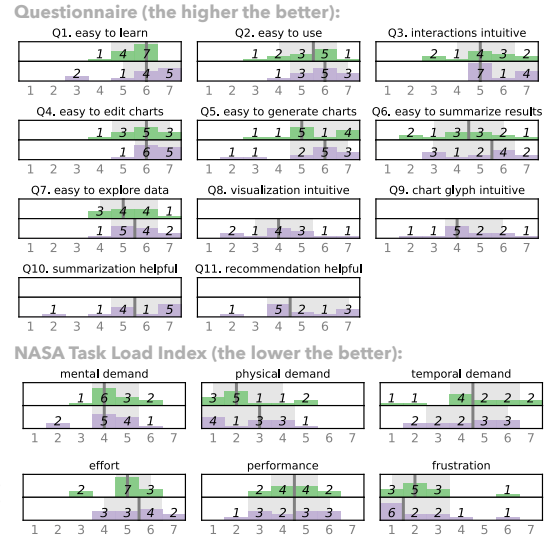 Questionnaire (the higher the better):
Q1. easy to learn Q2. easy to use Q3. interactions intuitive
1 4 7 1 2 3 5 1 2 1 4 3 2
2 1 4 5 1 3 5 3 7 1 4
1 2 3 4 5 6 7 1 2 3 4 5 6 7 1 2 3 4 5 6 7
Q4. easy to edit charts Q5. easy to generate charts Q6. easy to summarize results
1 3 5 3 1 1 5 1 4 2 1 3 3 2 1
1 6 5 1 1 2 5 3 3 1 2 4 2
1 2 3 4 5 6 7 1 2 3 4 5 6 7 1 2 3 4 5 6 7
Q7. easy to explore data Q8. visualization intuitive Q9. chart glyph intuitive
3 4 4 1
1 5 4 2 2 1 4 3 1 1 1 1 5 2 2 1
1 2 3 4 5 6 7 1 2 3 4 5 6 7 1 2 3 4 5 6 7
Q10. summarization helpful Q11. recommendation helpful
1 1 4 1 5 1 5 2 1 3
1 2 3 4 5 6 7 1 2 3 4 5 6 7
NASA Task Load Index (the lower the better):
mental demand physical demand temporal demand
1 6 3 2 3 5 1 1 2 1 1 4 2 2 2
2 5 4 1 4 1 3 3 1 2 2 2 3 3
1 2 3 4 5 6 7 1 2 3 4 5 6 7 1 2 3 4 5 6 7
effort performance frustration
2 7 3 2 4 4 2 3 5 3 1
3 3 4 2 1 3 2 3 3 6 2 2 1 1
1 2 3 4 5 6 7 1 2 3 4 5 6 7 1 2 3 4 5 6 7